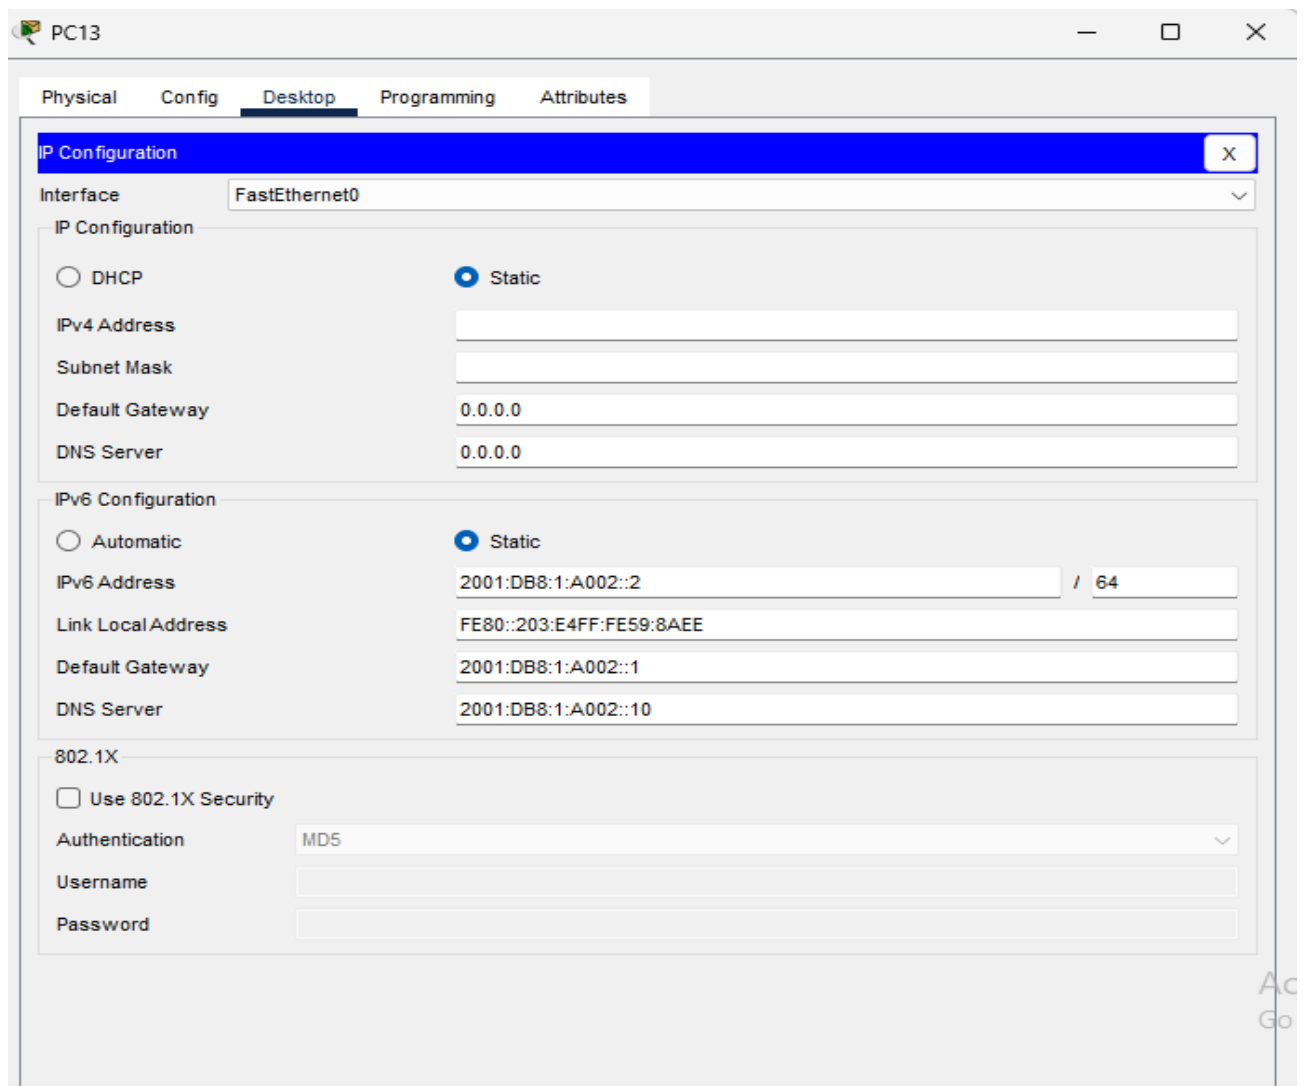 PC13
Physical Config Desktop Programming Attributes
IP Configuration X
Interface FastEthernet0
IP Configuration
DHCP Static
IPv4 Address
Subnet Mask
Default Gateway 0.0.0.0
DNS Server 0.0.0.0
IPv6 Configuration
Automatic Static
IPv6 Address 2001:DB8:1:A002::2 / 64
Link Local Address FE80::203:E4FF:FE59:8AEE
Default Gateway 2001:DB8:1:A002::1
DNS Server 2001:DB8:1:A002::10
802.1X
Use 802.1X Security
Authentication MD5
Username
Password
Ac
Go